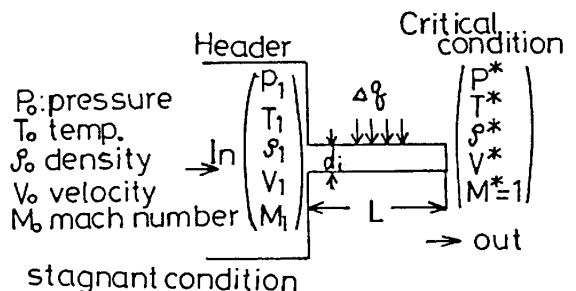 Header
Critical
condition
P₀: pressure
T₀ temp.
ρ₀ density
V₀ velocity
M₀ mach number
In
P₁
T₁
ρ₁
V₁
M₁
Δq
di
L
P*
T*
ρ*
V*
M*=1
out
stagnant condition